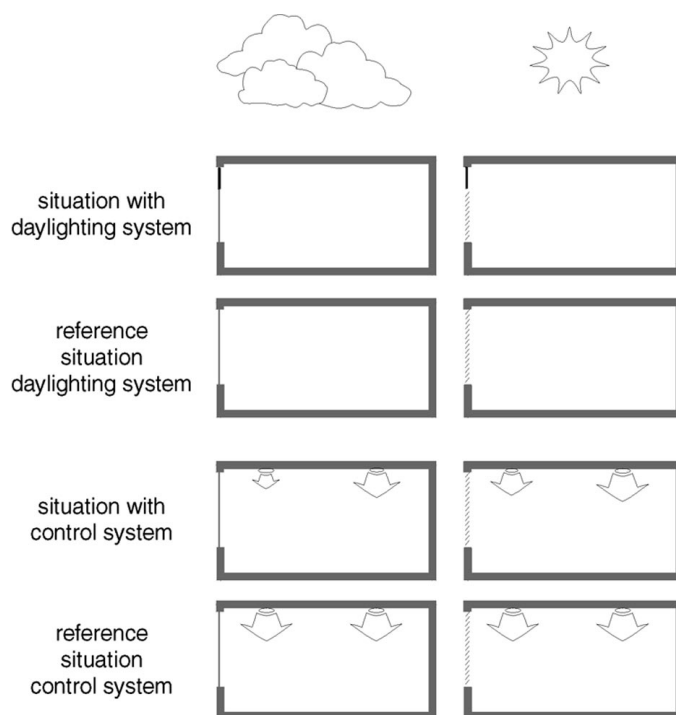 situation with
daylighting system
reference
situation
daylighting system
situation with
control system
reference
situation
control system